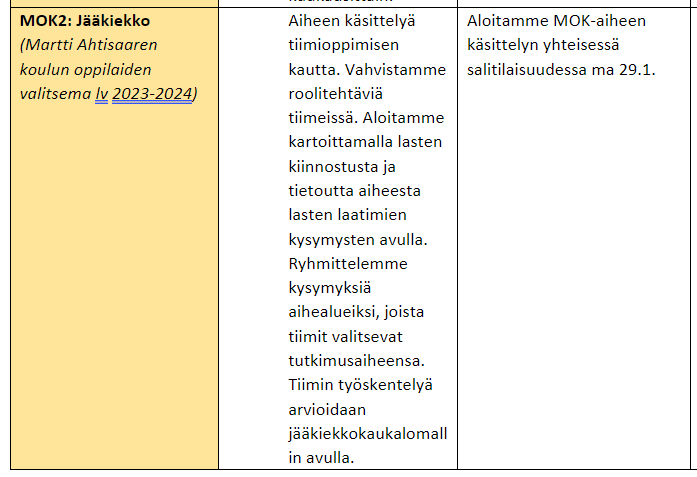 MOK2: Jääkiekko
(Martti Ahtisaaren
koulun oppilaiden
valitsema lv 2023-2024)
Aiheen käsittelyä
tiimioppimisen
kautta. Vahvistamme
roolitehtäviä
tiimeissä. Aloitamme
kartoittamalla lasten
kiinnostusta ja
tietoutta aiheesta
lasten laatimien
kysymysten avulla.
Ryhmittelemme
kysymyksiä
aihealueiksi, joista
tiimit valitsevat
tutkimusaiheensa.
Tiimin työskentelyä
arvioidaan
jääkiekkokaukalomall
in avulla.
Aloitamme MOK-aiheen
käsittelyn yhteisessä
salitilaisuudessa ma 29.1.